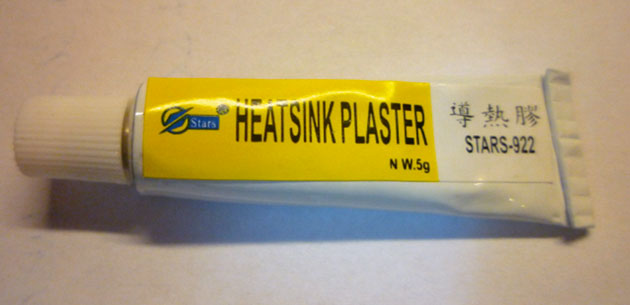 Stars ® HEATSINK PLASTER
N W.5g
導熱膠
STARS-922